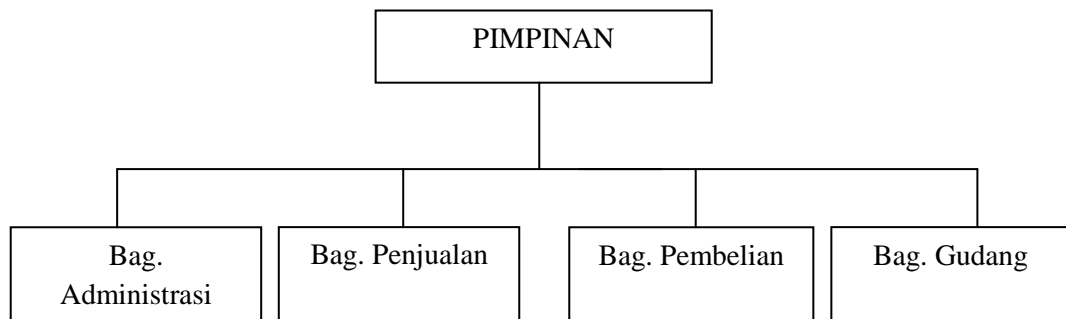 PIMPINAN
Bag.
Administrasi
Bag. Penjualan
Bag. Pembelian
Bag. Gudang